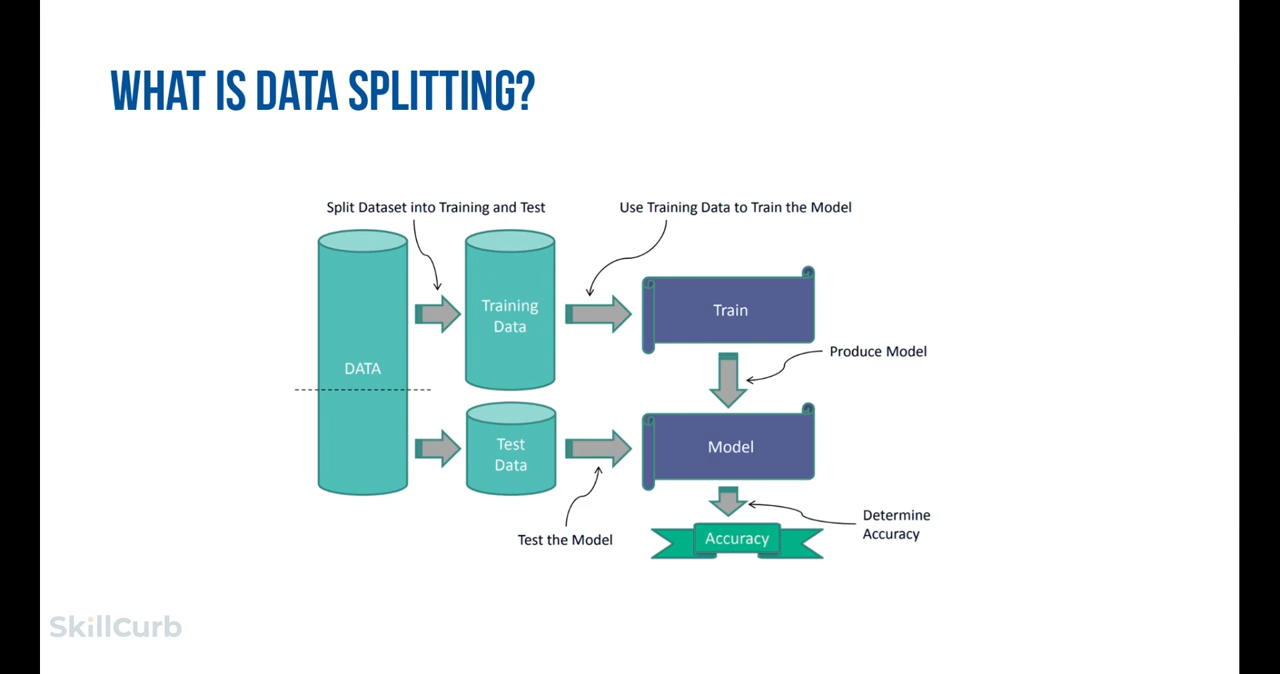 WHAT IS DATA SPLITTING?
Split Dataset into Training and Test
Use Training Data to Train the Model
Training
Data
Train
DATA
Produce Model
Test
Data
Model
Test the Model
Determine
Accuracy
Accuracy
SkillCurb